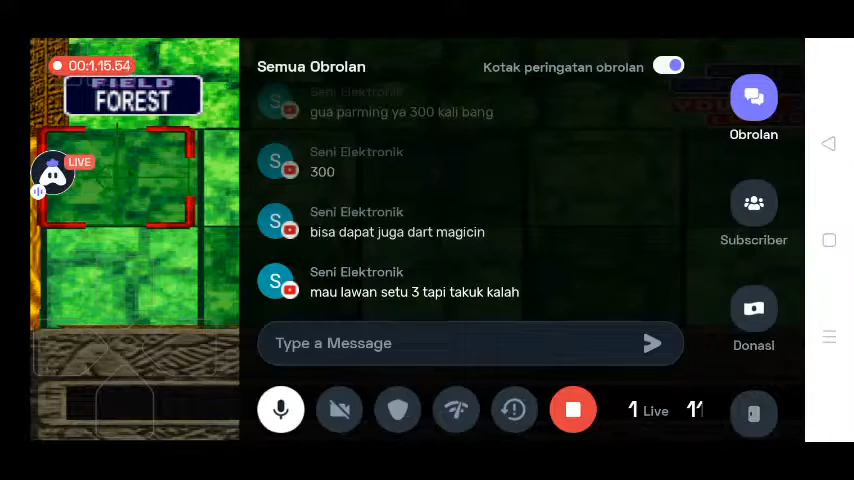 00:1.15.54
FIELD
FOREST
LIVE
Semua Obrolan
Kotak peringatan obrolan
Seni Elektronik
gua parming ya 300 kali bang
S
Seni Elektronik
300
S
Seni Elektronik
bisa dapat juga dart magicin
S
Seni Elektronik
mau lawan setu 3 tapi takuk kalah
Type a Message
1 Live
Obrolan
Subscriber
Donasi